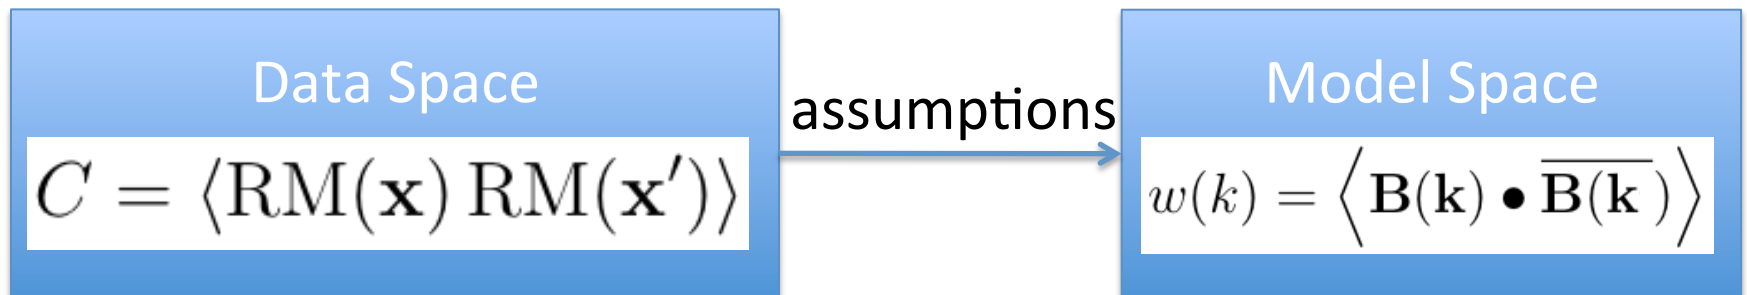 Data Space
C = ⟨RM(x) RM(x′)⟩
assumptions
Model Space
w(k) = ⟨B(k) • B̅(̅k̅ ̅)⟩